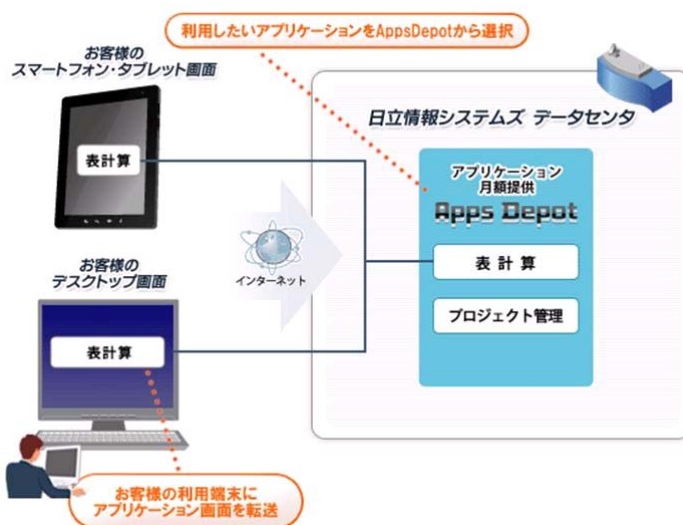 利用したいアプリケーションをAppsDepotから選択
お客様の
スマートフォン・タブレット画面
表計算
日立情報システムズ データセンタ
アプリケーション
月額提供
Apps Depot
表計算
プロジェクト管理
インターネット
お客様の
デスクトップ画面
表計算
お客様の利用端末に
アプリケーション画面を転送